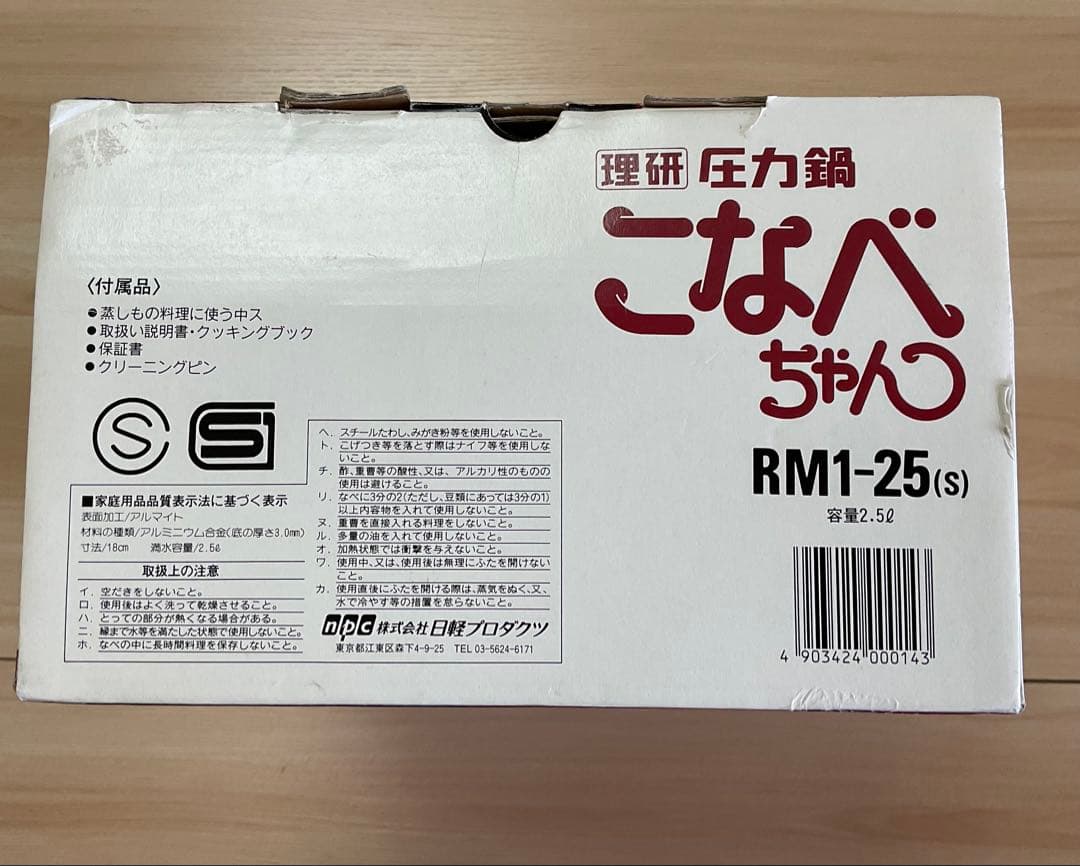 理研 圧力鍋
こなべ
ちゃん
RM1-25(S)
容量2.5ℓ
4 903424 000143
〈付属品〉
●蒸しもの料理に使う中ス
●取扱い説明書・クッキングブック
●保証書
●クリーニングピン
S
SG
■家庭用品品質表示法に基づく表示
表面加工/アルマイト
材料の種類/アルミニウム合金(底の厚さ3.0mm)
寸法/18cm 満水容量/2.5ℓ
取扱上の注意
イ. 空だきをしないこと。
ロ. 使用後はよく洗って乾燥させること。
ハ. とっての部分が熱くなる場合がある。
ニ. 縁まで水等を満たした状態で使用しないこと。
ホ. なべの中に長時間料理を保存しないこと。
ヘ. スチールたわし、みがき粉等を使用しないこと。
ト. こげつき等を落とす際はナイフ等を使用しな
いこと。
チ. 酢、重曹等の酸性、又は、アルカリ性のものの
使用は避けること。
リ. なべに3分の2(ただし、豆類にあっては3分の1)
以上内容物を入れて使用しないこと。
ヌ. 重曹を直接入れる料理をしないこと。
ル. 多量の油を入れて使用しないこと。
オ. 加熱状態では衝撃を与えないこと。
ワ. 使用中、又は、使用後は無理にふたを開けない
こと。
カ. 使用直後にふたを開ける際は、蒸気をぬく、又、
水で冷やす等の措置を怠らないこと。
npc 株式会社日軽プロダクツ
東京都江東区森下4-9-25 TEL 03-5624-6171